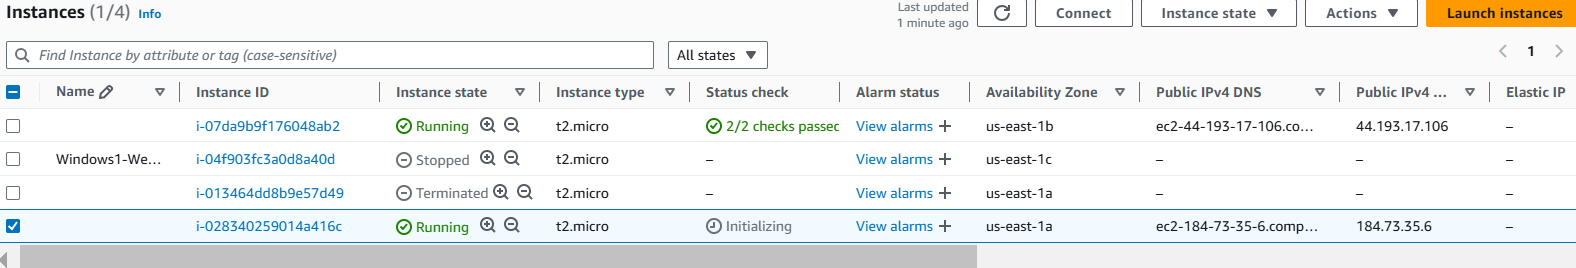 Instances (1/4) Info
Last updated
1 minute ago
Connect
Instance state
Actions
Launch instances
Find Instance by attribute or tag (case-sensitive)
All states
1
Name Instance ID Instance state Instance type Status check Alarm status Availability Zone Public IPv4 DNS Public IPv4 ... Elastic IP
i-07da9b9f176048ab2 Running t2.micro 2/2 checks passec View alarms + us-east-1b ec2-44-193-17-106.co... 44.193.17.106 –
Windows1-We... i-04f903fc3a0d8a40d Stopped t2.micro – View alarms + us-east-1c – – –
i-013464dd8b9e57d49 Terminated t2.micro – View alarms + us-east-1a – – –
i-028340259014a416c Running t2.micro Initializing View alarms + us-east-1a ec2-184-73-35-6.comp... 184.73.35.6 –